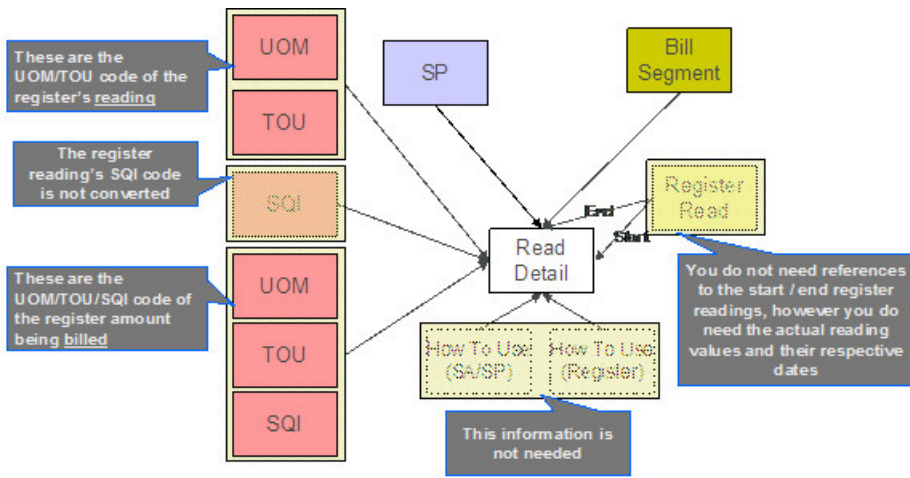 These are the
UOM/TOU code of the
register's reading
UOM
TOU
The register
reading's SQI code
is not converted
SQI
These are the
UOM/TOU/SQI code of
the register amount
being billed
UOM
TOU
SQI
SP
Bill
Segment
Register
Read
End
Start
Read
Detail
You do not need references
to the start / end register
readings, however you do
need the actual reading
values and their respective
dates
How To Use
(SA/SP)
How To Use
(Register)
This information is
not needed